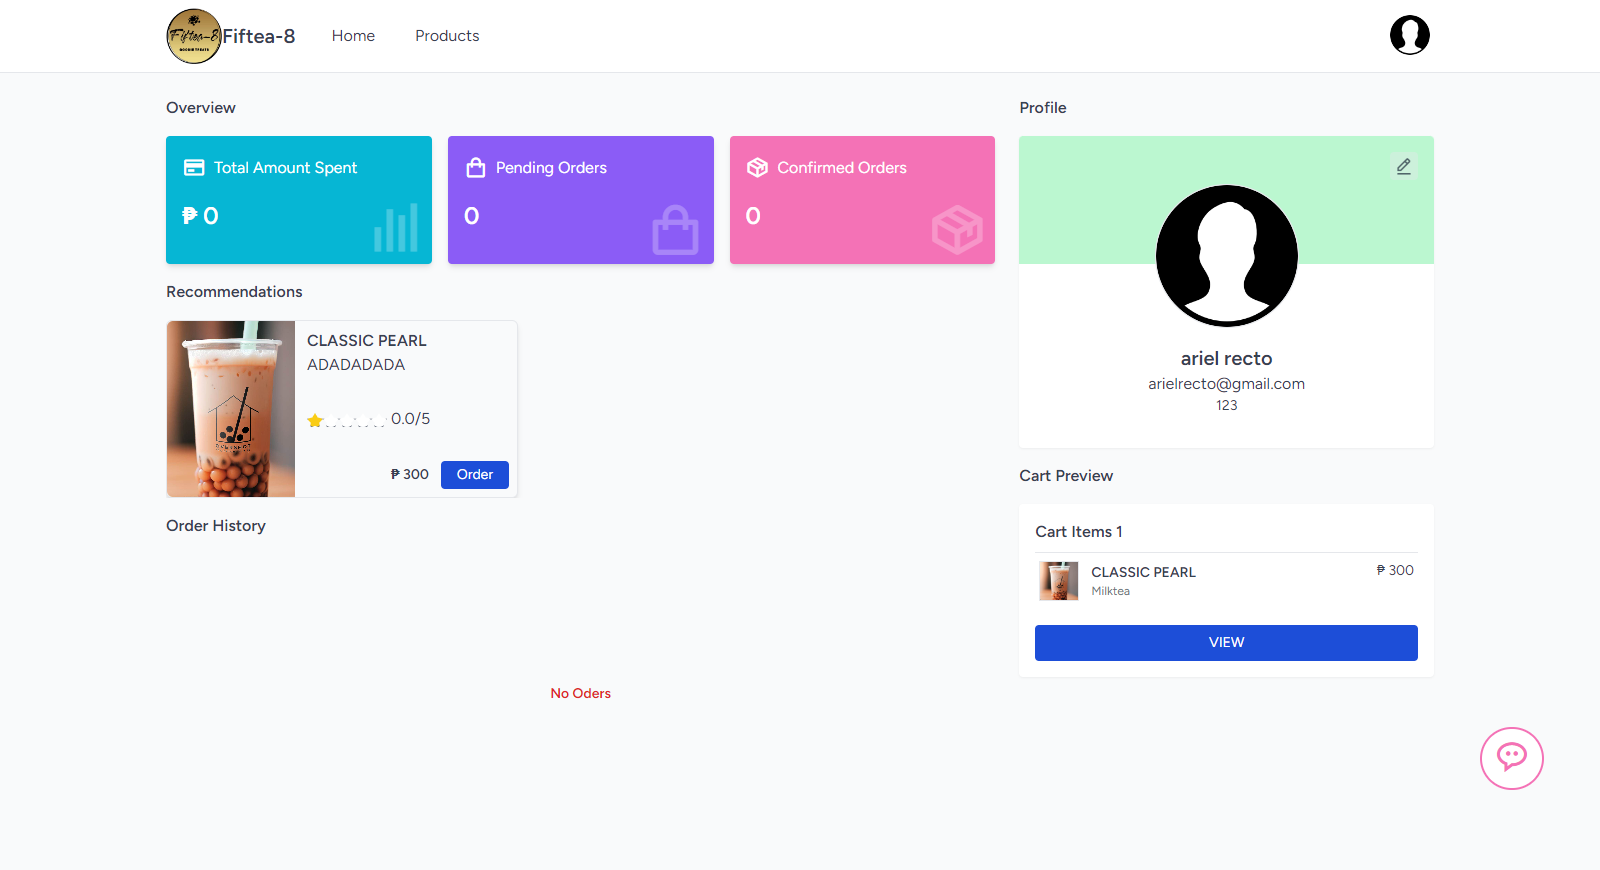 Fiftea-8
Fiftea-8
Home
Products
Overview
Total Amount Spent
₱ 0
Pending Orders
0
Confirmed Orders
0
Recommendations
CLASSIC PEARL
ADADADADA
0.0/5
₱ 300
Order
Order History
No Oders
Profile
ariel recto
arielrecto@gmail.com
123
Cart Preview
Cart Items 1
CLASSIC PEARL
₱ 300
Milktea
VIEW